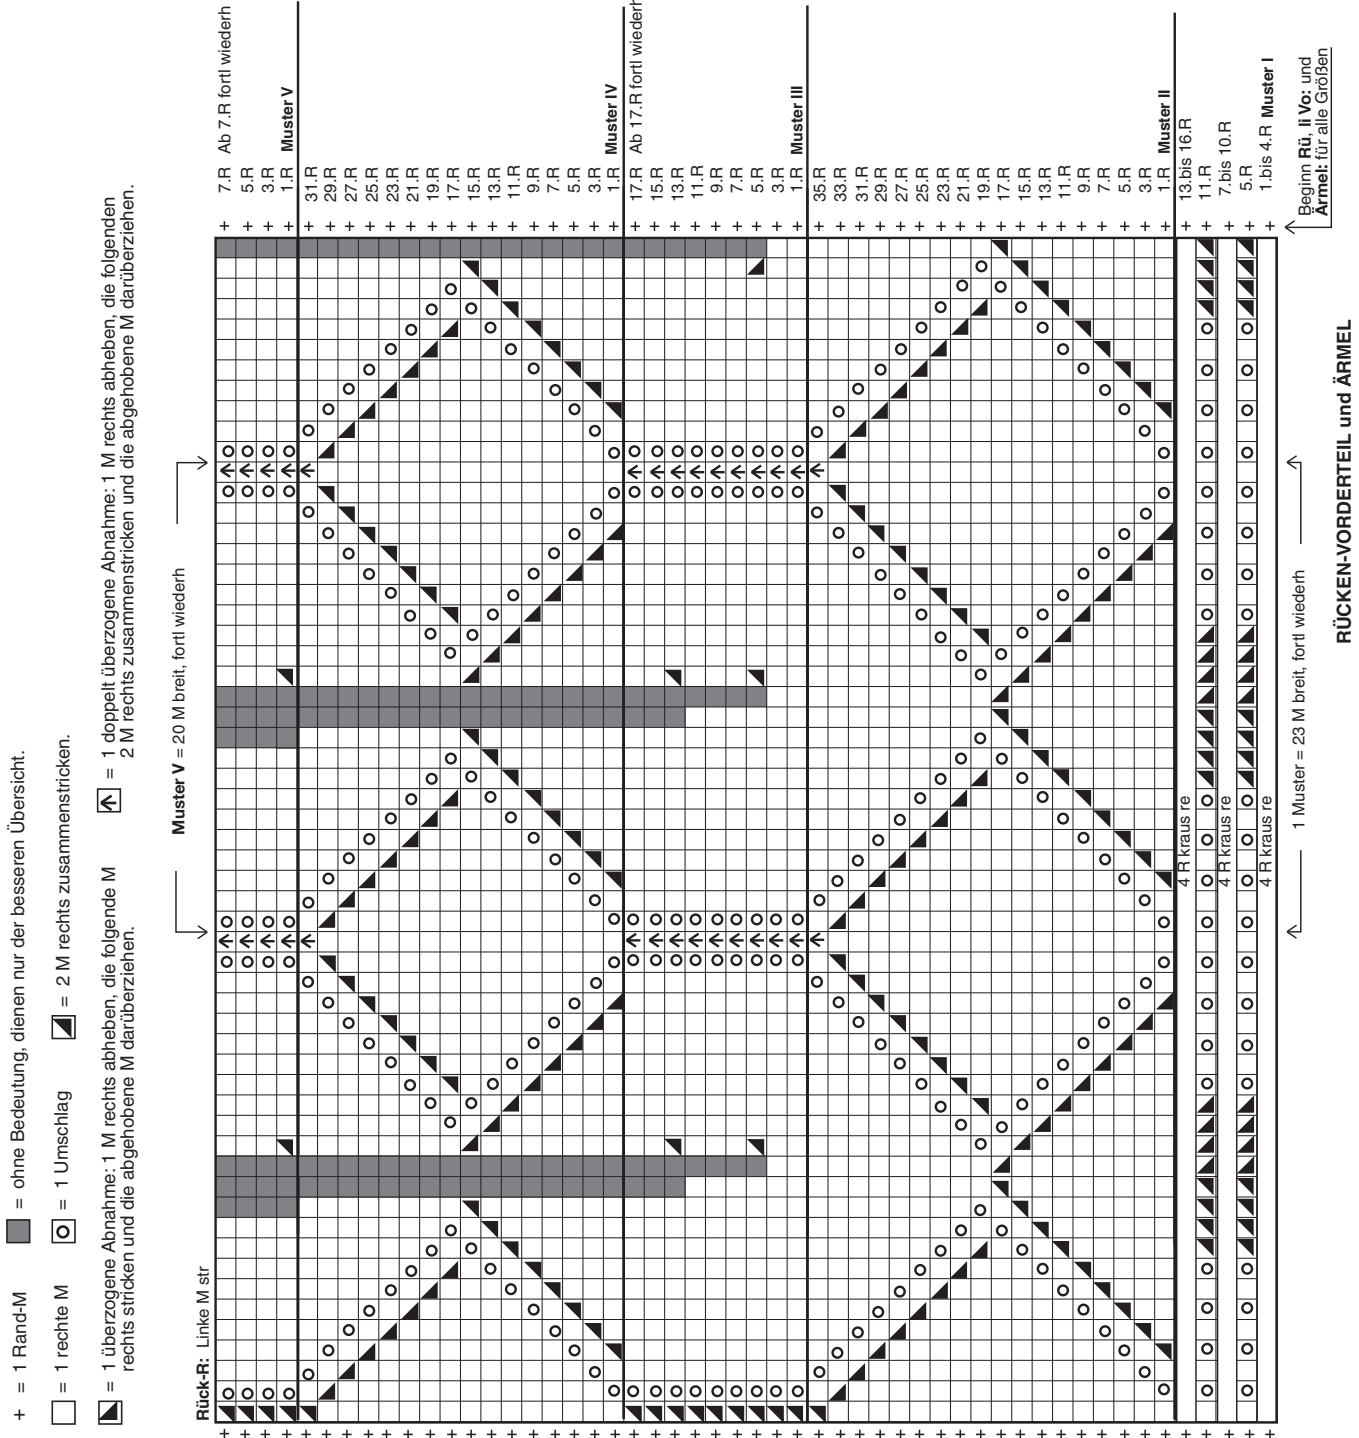 + = 1 Rand-M
= ohne Bedeutung, dienen nur der besseren Übersicht.
= 1 rechte M
= 1 Umschlag
= 2 M rechts zusammenstricken.
= 1 überzogene Abnahme: 1 M rechts abheben, die folgende M
rechts stricken und die abgehobene M darüberziehen.
= 1 doppelt überzogene Abnahme: 1 M rechts abheben, die folgenden
2 M rechts zusammenstricken und die abgehobene M darüberziehen.
Muster V = 20 M breit, fortl wiederh
Rück-R: Linke M str
7.R Ab 7.R fortl wiederh
5.R
3.R
1.R Muster V
31.R
29.R
27.R
25.R
23.R
21.R
19.R
17.R
15.R
13.R
11.R
9.R
7.R
5.R
3.R
1.R Muster IV
17.R Ab 17.R fortl wiederh
15.R
13.R
11.R
9.R
7.R
5.R
3.R
1.R Muster III
35.R
33.R
31.R
29.R
27.R
25.R
23.R
21.R
19.R
17.R
15.R
13.R
11.R
9.R
7.R
5.R
3.R
1.R Muster II
4 R kraus re
13.bis 16.R
11.R
4 R kraus re
7.bis 10.R
5.R
4 R kraus re
1.bis 4.R Muster I
Beginn Rü, li Vo: und
Ärmel: für alle Größen
1 Muster = 23 M breit, fortl wiederh
RÜCKEN-VORDERTEIL und ÄRMEL